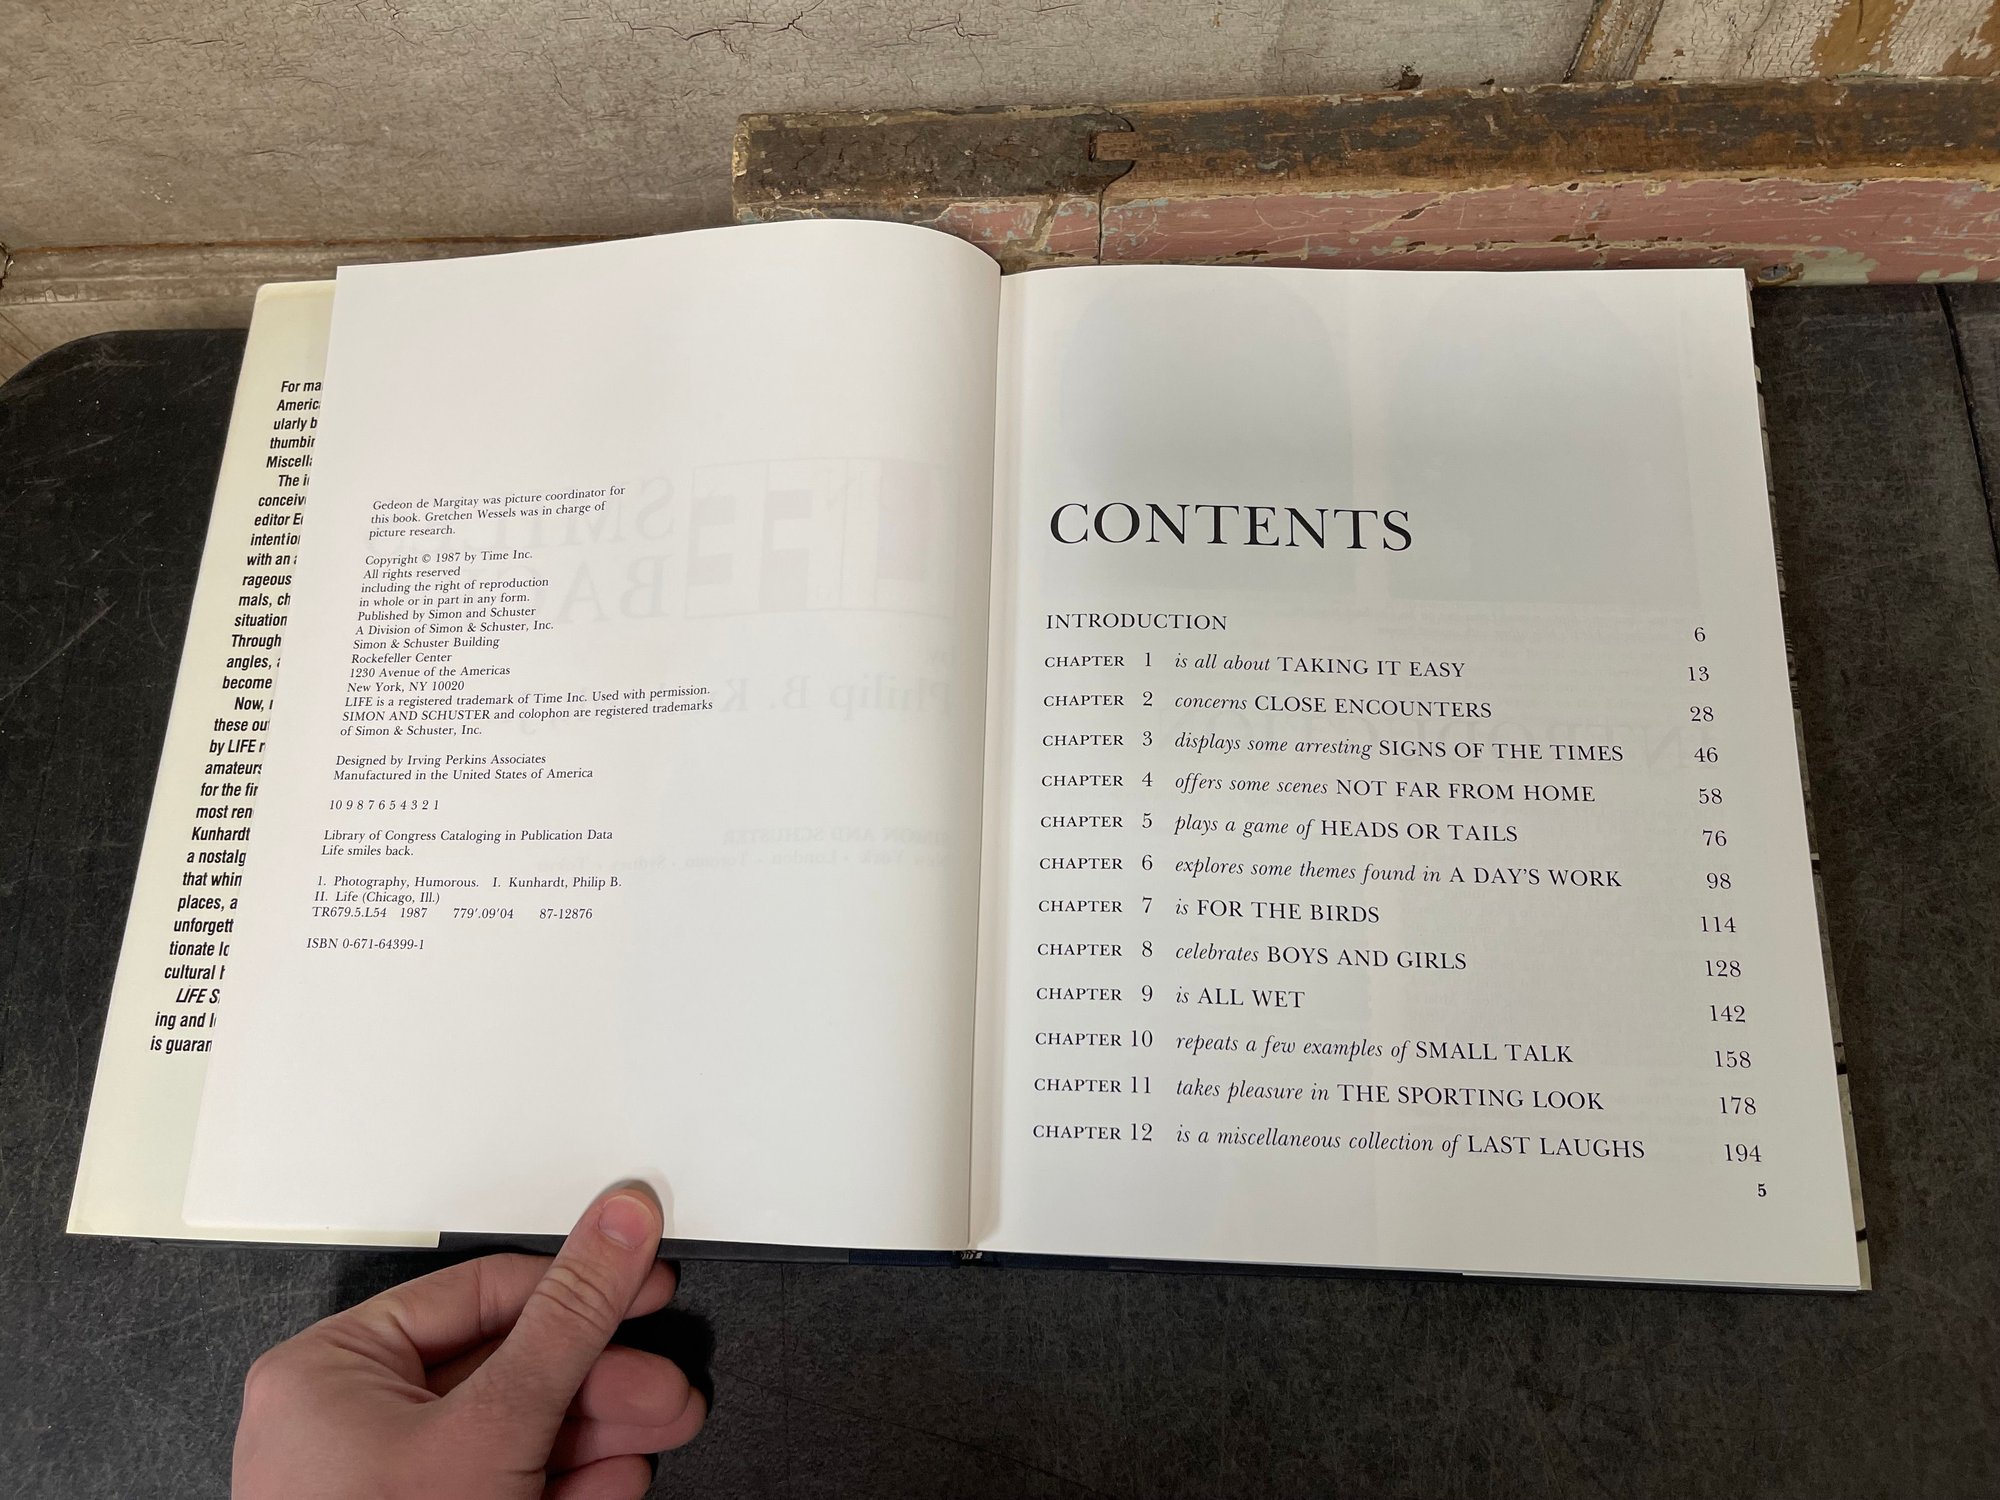 For ma
Americ
ularly b
thumbin
Miscell
The i
conceiv
editor E
intentio
with an a
rageous
mals, ch
situation
Through
angles, a
become
Now,
these ou
by LIFE r
amateurs
for the fir
most ren
Kunhardt
a nostalg
that whin
places, a
unforgett
tionate lo
cultural h
LIFE S
ing and l
is guaran
Gedeon de Margitay was picture coordinator for
this book. Gretchen Wessels was in charge of
picture research.
Copyright © 1987 by Time Inc.
All rights reserved
including the right of reproduction
in whole or in part in any form.
Published by Simon and Schuster
A Division of Simon & Schuster, Inc.
Simon & Schuster Building
Rockefeller Center
1230 Avenue of the Americas
New York, NY 10020
LIFE is a registered trademark of Time Inc. Used with permission.
SIMON AND SCHUSTER and colophon are registered trademarks
of Simon & Schuster, Inc.
Designed by Irving Perkins Associates
Manufactured in the United States of America
10 9 8 7 6 5 4 3 2 1
Library of Congress Cataloging in Publication Data
Life smiles back.
1. Photography, Humorous. I. Kunhardt, Philip B.
II. Life (Chicago, Ill.)
TR679.5.L54 1987 779'.09'04 87-12876
ISBN 0-671-64399-1
CONTENTS
INTRODUCTION 6
CHAPTER 1 is all about TAKING IT EASY 13
CHAPTER 2 concerns CLOSE ENCOUNTERS 28
CHAPTER 3 displays some arresting SIGNS OF THE TIMES 46
CHAPTER 4 offers some scenes NOT FAR FROM HOME 58
CHAPTER 5 plays a game of HEADS OR TAILS 76
CHAPTER 6 explores some themes found in A DAY'S WORK 98
CHAPTER 7 is FOR THE BIRDS 114
CHAPTER 8 celebrates BOYS AND GIRLS 128
CHAPTER 9 is ALL WET 142
CHAPTER 10 repeats a few examples of SMALL TALK 158
CHAPTER 11 takes pleasure in THE SPORTING LOOK 178
CHAPTER 12 is a miscellaneous collection of LAST LAUGHS 194
5